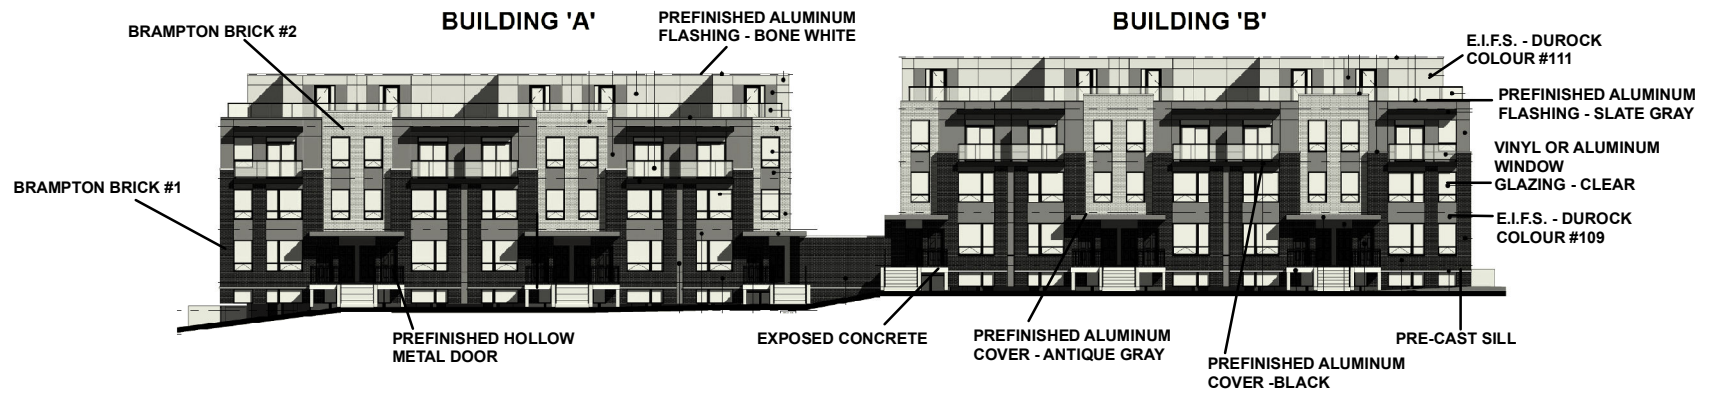 BUILDING 'A'
BUILDING 'B'
BRAMPTON BRICK #2
PREFINISHED ALUMINUM
FLASHING - BONE WHITE
E.I.F.S. - DUROCK
COLOUR #111
PREFINISHED ALUMINUM
FLASHING - SLATE GRAY
VINYL OR ALUMINUM
WINDOW
GLAZING - CLEAR
BRAMPTON BRICK #1
E.I.F.S. - DUROCK
COLOUR #109
PREFINISHED HOLLOW
METAL DOOR
EXPOSED CONCRETE
PREFINISHED ALUMINUM
COVER - ANTIQUE GRAY
PREFINISHED ALUMINUM
COVER -BLACK
PRE-CAST SILL